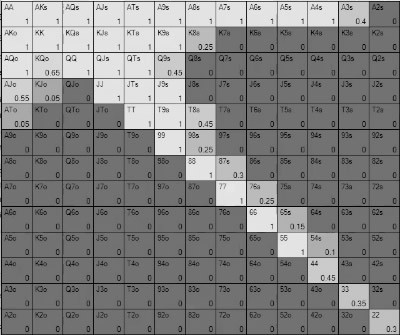 AA AKs AQs AJs ATs A9s A8s A7s A6s A5s A4s A3s A2s
1 1 1 1 1 1 1 1 1 1 1 0.4 0
AKo KK KQs KJs KTs K9s K8s K7s K6s K5s K4s K3s K2s
1 1 1 1 1 1 0.25 0 0 0 0 0 0
AQo KQo QQ QJs QTs Q9s Q8s Q7s Q6s Q5s Q4s Q3s Q2s
1 0.65 1 1 1 0.45 0 0 0 0 0 0 0
AJo KJo QJo JJ JTs J9s J8s J7s J6s J5s J4s J3s J2s
0.55 0.05 0 1 1 1 0 0 0 0 0 0 0
ATo KTo QTo JTo TT T9s T8s T7s T6s T5s T4s T3s T2s
0.05 0 0 0 1 1 0.45 0 0 0 0 0 0
A9o K9o Q9o J9o T9o 99 98s 97s 96s 95s 94s 93s 92s
0 0 0 0 0 1 0.25 0 0 0 0 0 0
A8o K8o Q8o J8o T8o 98o 88 87s 86s 85s 84s 83s 82s
0 0 0 0 0 0 1 0.3 0 0 0 0 0
A7o K7o Q7o J7o T7o 97o 87o 77 76s 75s 74s 73s 72s
0 0 0 0 0 0 0 1 0.25 0 0 0 0
A6o K6o Q6o J6o T6o 96o 86o 76o 66 65s 64s 63s 62s
0 0 0 0 0 0 0 0 1 0.15 0 0 0
A5o K5o Q5o J5o T5o 95o 85o 75o 65o 55 54s 53s 52s
0 0 0 0 0 0 0 0 0 1 0.1 0 0
A4o K4o Q4o J4o T4o 94o 84o 74o 64o 54o 44 43s 42s
0 0 0 0 0 0 0 0 0 0 0.45 0 0
A3o K3o Q3o J3o T3o 93o 83o 73o 63o 53o 43o 33 32s
0 0 0 0 0 0 0 0 0 0 0 0.35 0
A2o K2o Q2o J2o T2o 92o 82o 72o 62o 52o 42o 32o 22
0 0 0 0 0 0 0 0 0 0 0 0 0.3